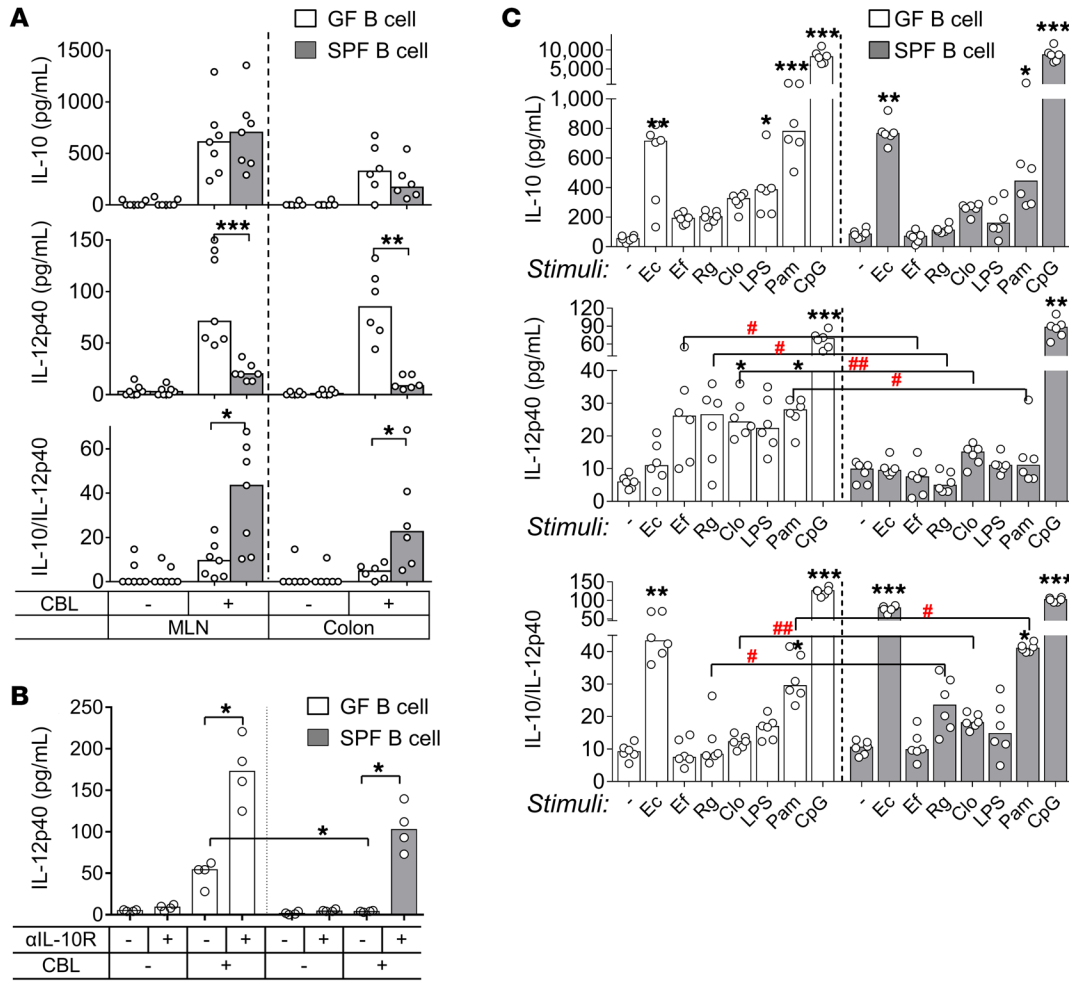 A
GF B cell
SPF B cell
IL-10 (pg/mL)
1500
1000
500
0
IL-12p40 (pg/mL)
150
100
50
0
***
**
IL-10/IL-12p40
60
40
20
0
*
*
CBL - + - +
MLN Colon
B
GF B cell
SPF B cell
IL-12p40 (pg/mL)
250
200
150
100
50
0
*
*
*
αIL-10R - + - + - + - +
CBL - + - +
C
GF B cell
SPF B cell
IL-10 (pg/mL)
10,000
5,000
1,000
800
600
400
200
0
** * *** *** ** * ***
Stimuli: - Ec Ef Rg Clo LPS Pam CpG - Ec Ef Rg Clo LPS Pam CpG
IL-12p40 (pg/mL)
120
90
60
40
30
20
10
0
*** **
#
#
##
* *
#
Stimuli: - Ec Ef Rg Clo LPS Pam CpG - Ec Ef Rg Clo LPS Pam CpG
IL-10/IL-12p40
150
100
50
40
30
20
10
0
** *** *** ***
#
##
* *
#
Stimuli: - Ec Ef Rg Clo LPS Pam CpG - Ec Ef Rg Clo LPS Pam CpG